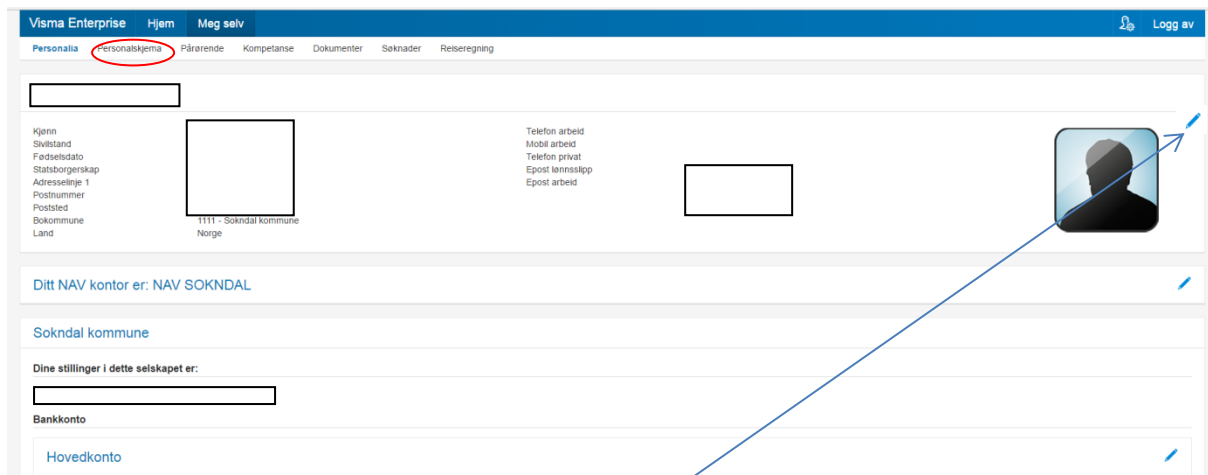 Visma Enterprise Hjem Meg selv Logg av
Personalia Personalskjema Pårørende Kompetanse Dokumenter Søknader Reiseregning
Kjønn
Sivilstand
Fødselsdato
Statsborgerskap
Adresselinje 1
Postnummer
Poststed
Bokommune 1111 - Sokndal kommune
Land Norge
Telefon arbeid
Mobil arbeid
Telefon privat
Epost lønnsslipp
Epost arbeid
Ditt NAV kontor er: NAV SOKNDAL
Sokndal kommune
Dine stillinger i dette selskapet er:
Bankkonto
Hovedkonto